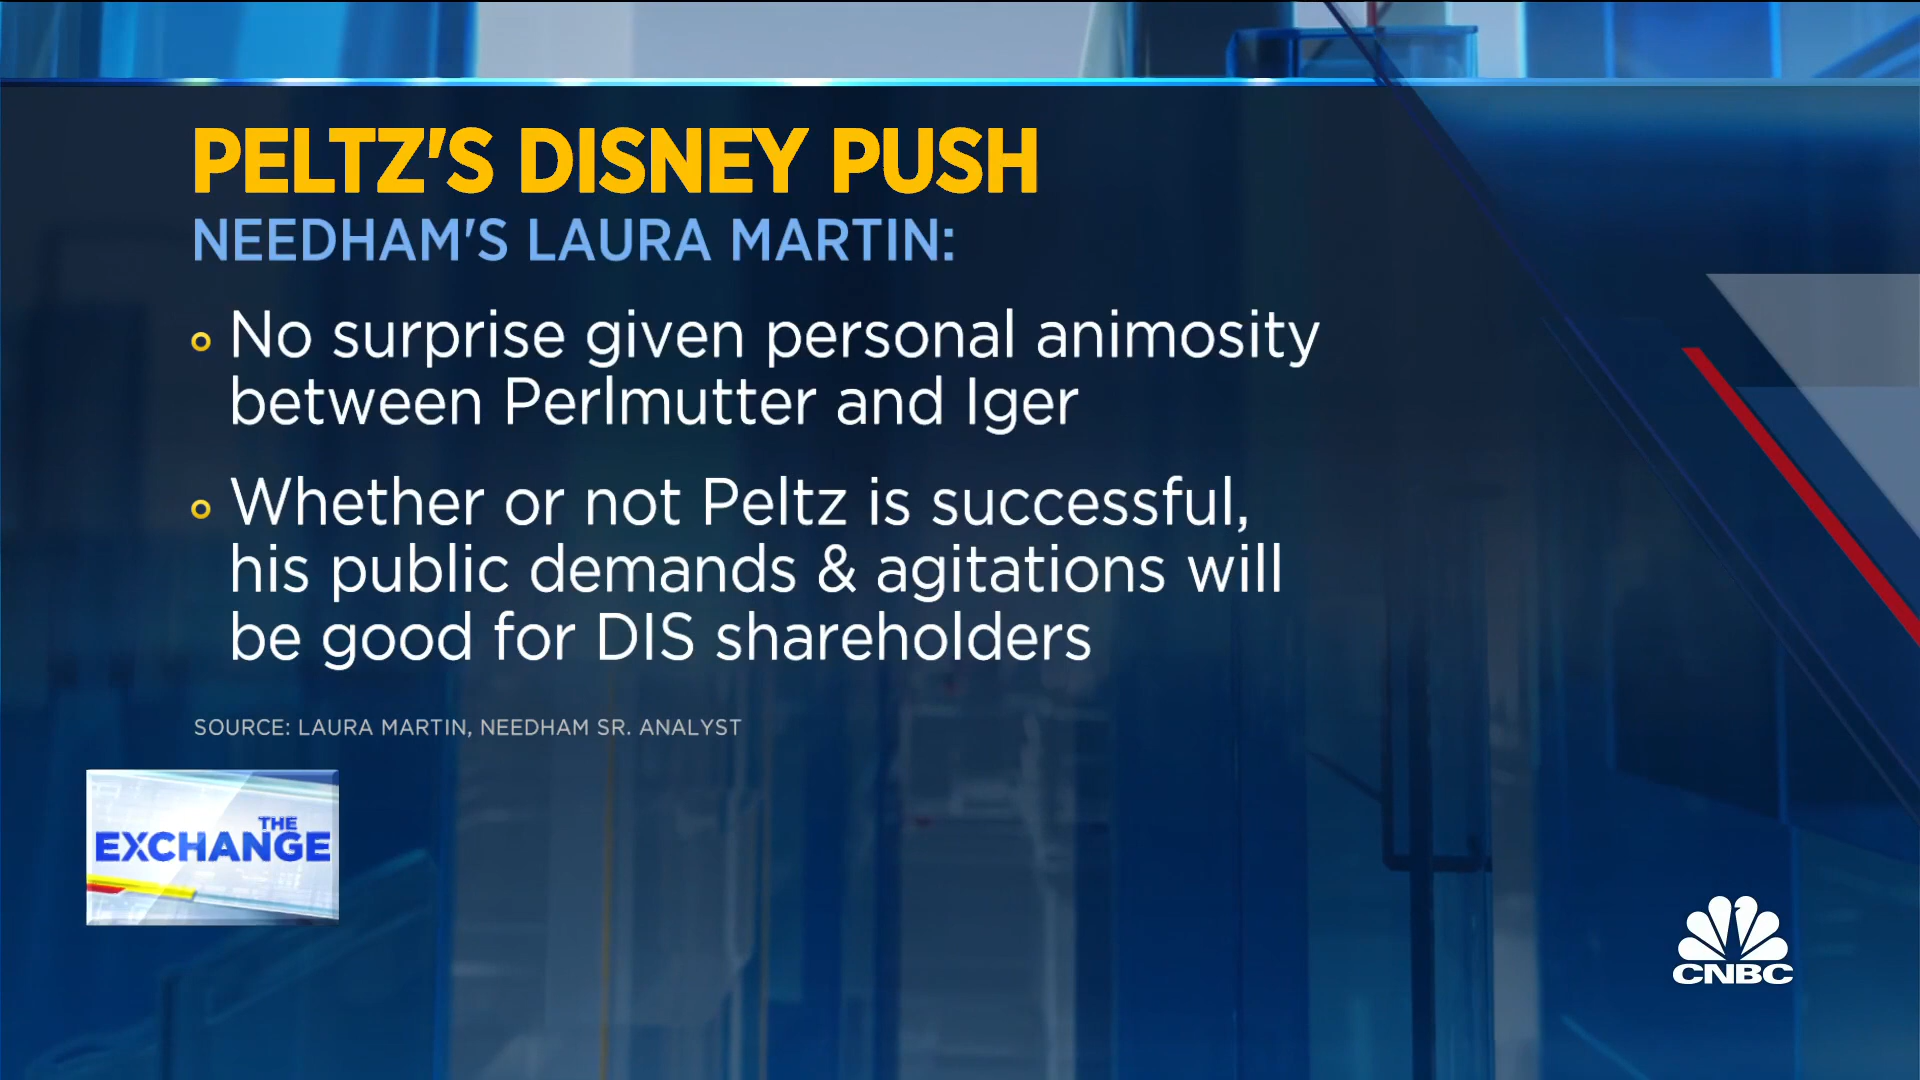 PELTZ'S DISNEY PUSH
NEEDHAM'S LAURA MARTIN:
No surprise given personal animosity
between Perlmutter and Iger
Whether or not Peltz is successful,
his public demands & agitations will
be good for DIS shareholders
SOURCE: LAURA MARTIN, NEEDHAM SR. ANALYST
THE
EXCHANGE
CNBC